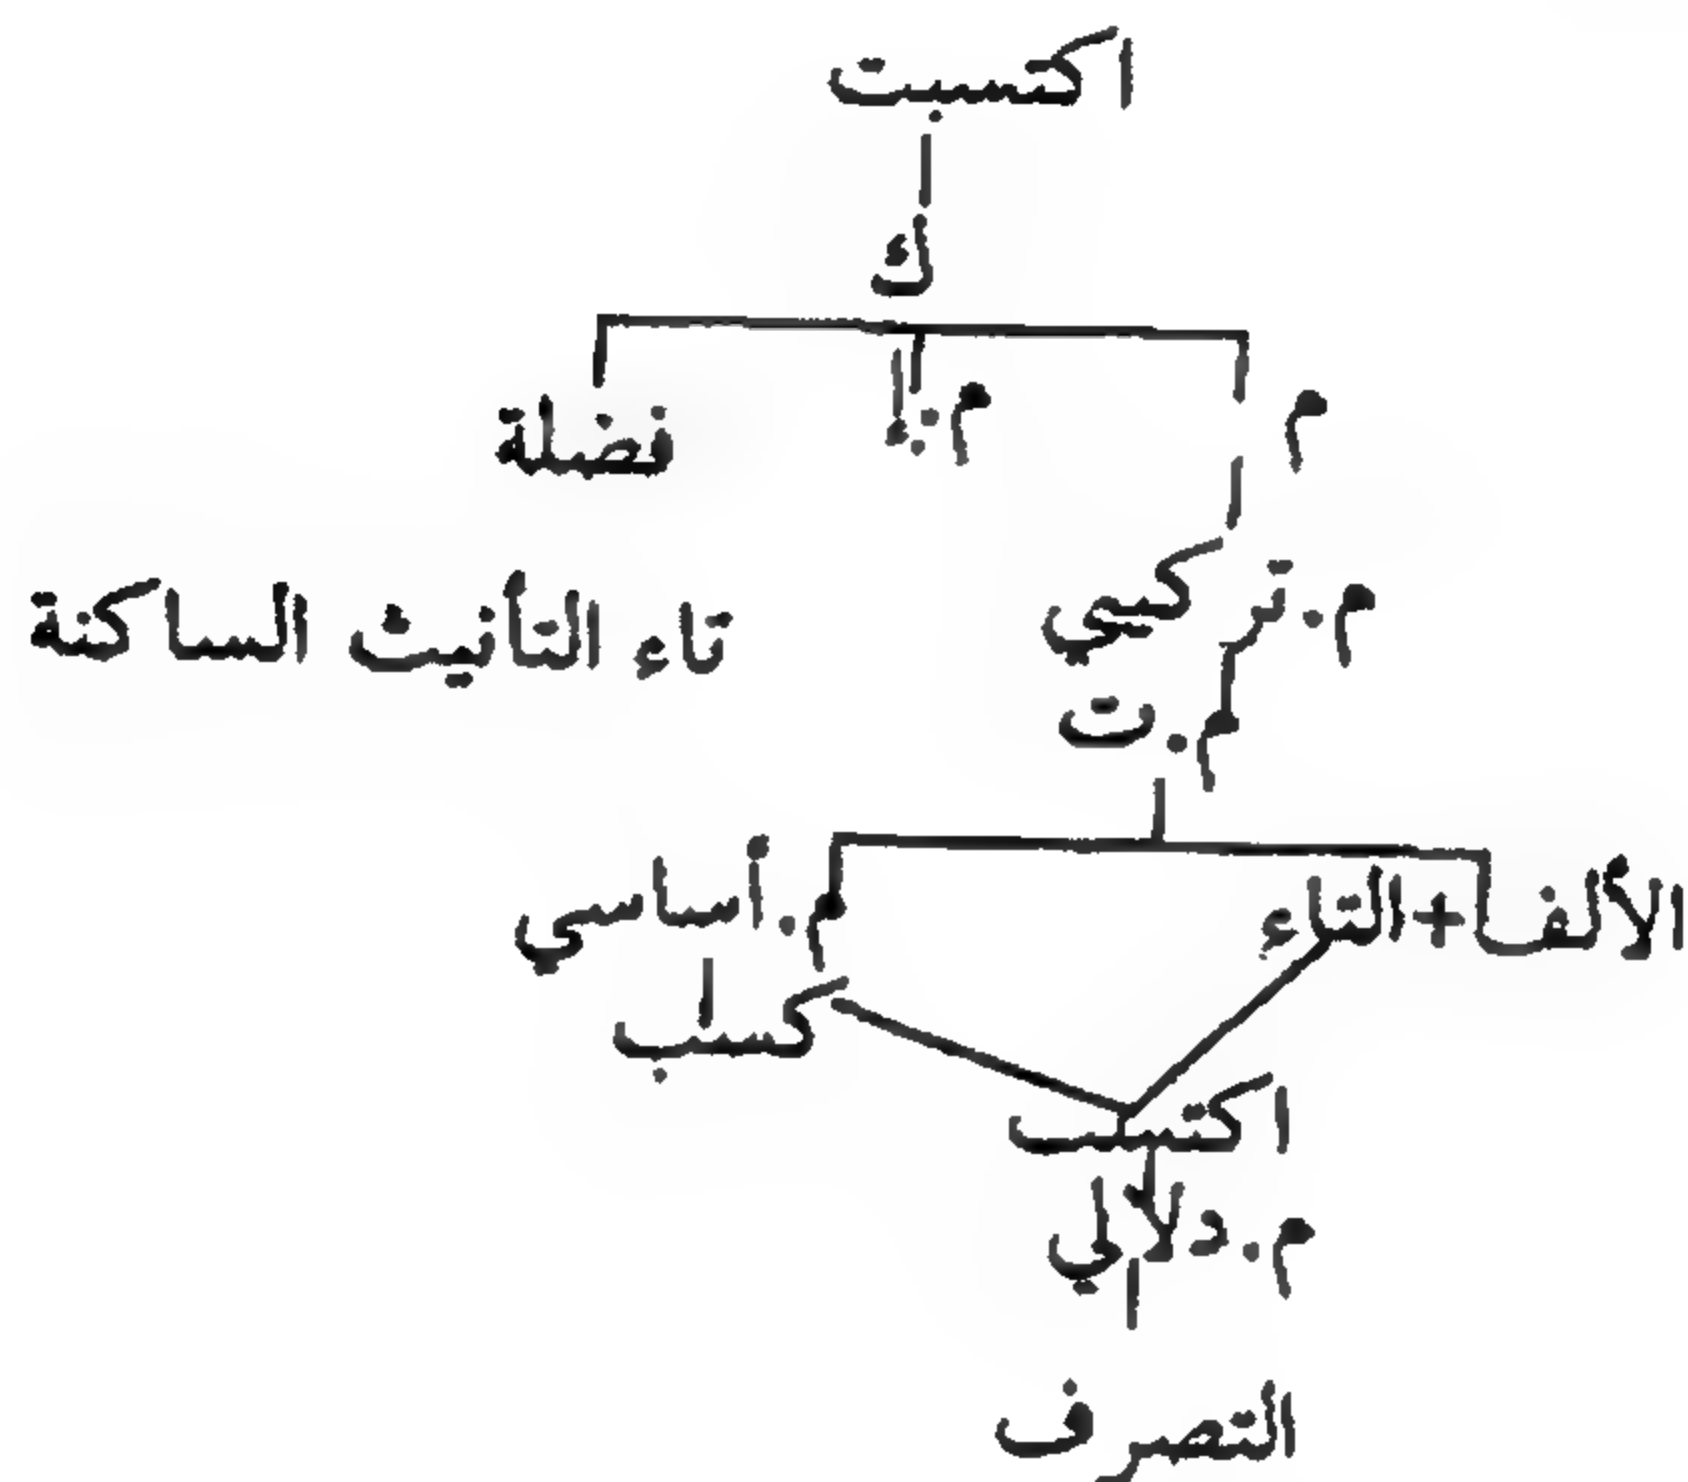 اكتسبت
ك
م م.إ فضلة
م.تركيبي تاء التأنيث الساكنة
م.ت
الألف+التاء م.أساسي
كسب
اكتسب
م.دلالي
التصرف